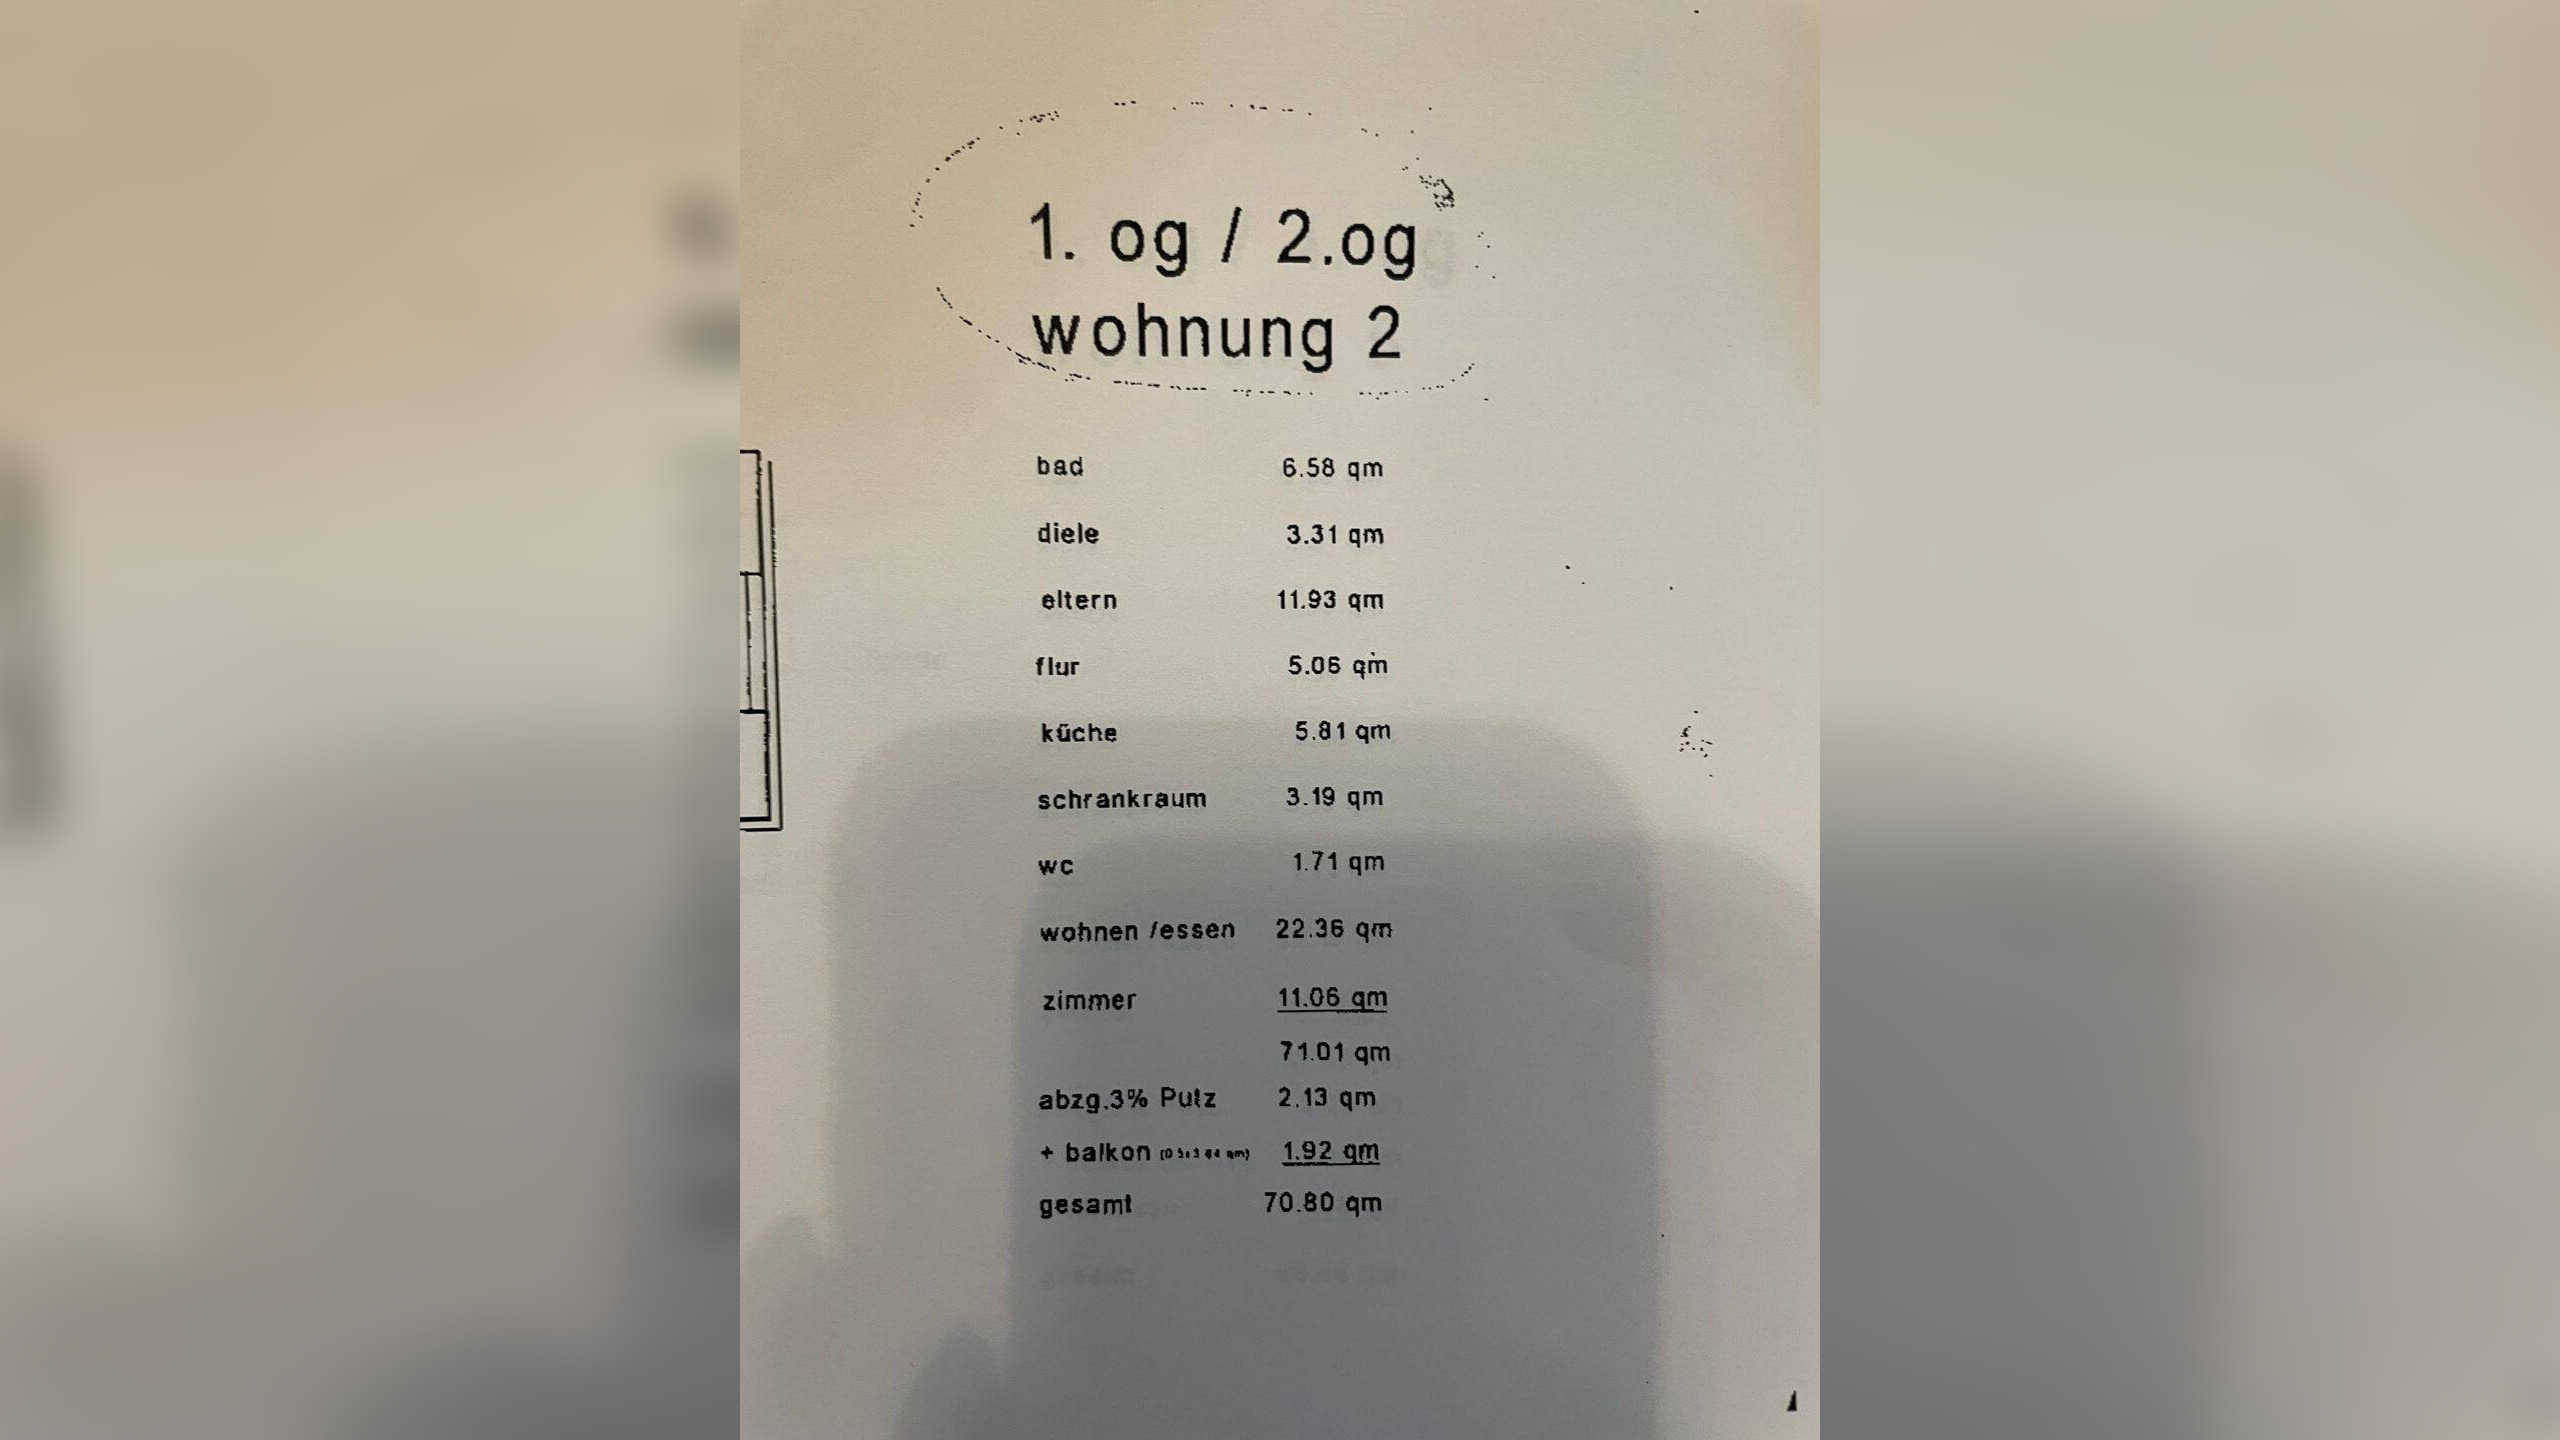 1. og / 2.og
wohnung 2
bad 6.58 qm
diele 3.31 qm
eltern 11.93 qm
flur 5.06 qm
küche 5.81 qm
schrankraum 3.19 qm
wc 1.71 qm
wohnen /essen 22.36 qm
zimmer 11.06 qm
71.01 qm
abzg.3% Putz 2.13 qm
+ balkon 1.92 qm
gesamt 70.80 qm